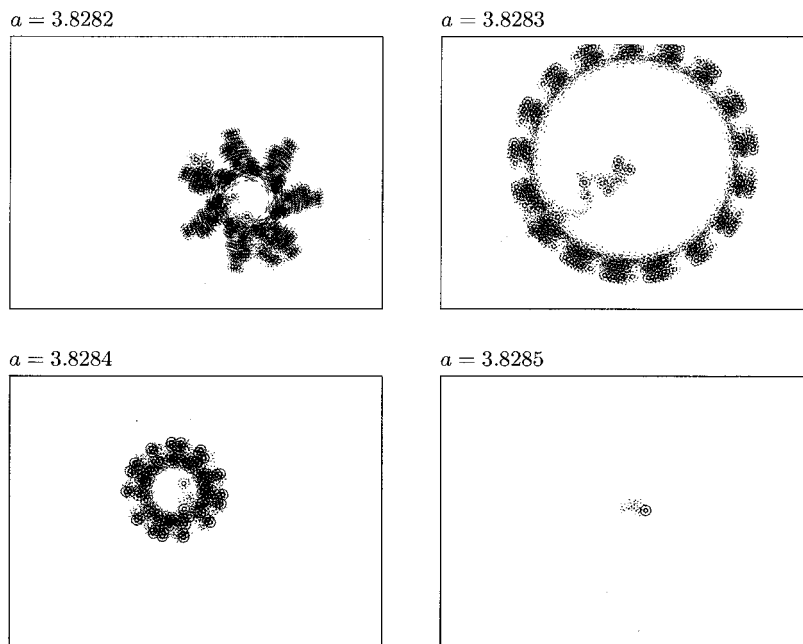 a = 3.8282
a = 3.8283
a = 3.8284
a = 3.8285